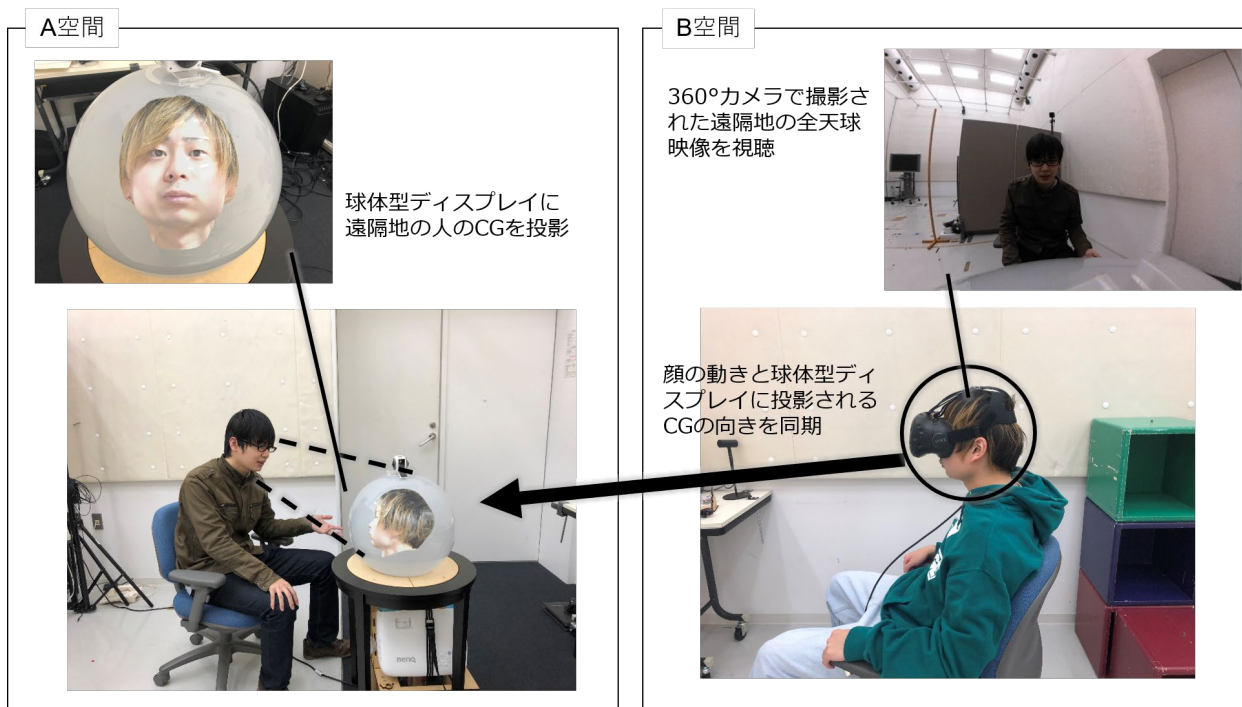 A空間
球体型ディスプレイに
遠隔地の人のCGを投影
BenQ
B空間
360°カメラで撮影さ
れた遠隔地の全天球
映像を視聴
顔の動きと球体型ディ
スプレイに投影される
CGの向きを同期